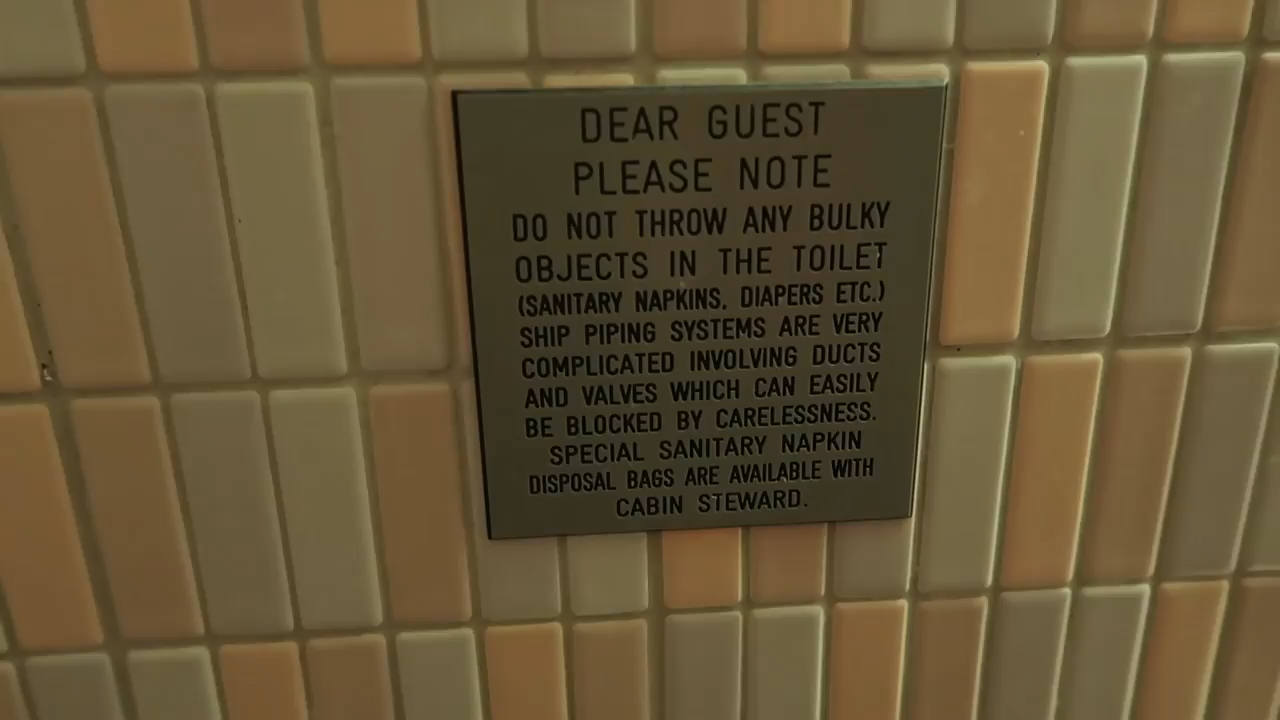 DEAR GUEST
PLEASE NOTE
DO NOT THROW ANY BULKY
OBJECTS IN THE TOILET
(SANITARY NAPKINS, DIAPERS ETC.)
SHIP PIPING SYSTEMS ARE VERY
COMPLICATED INVOLVING DUCTS
AND VALVES WHICH CAN EASILY
BE BLOCKED BY CARELESSNESS.
SPECIAL SANITARY NAPKIN
DISPOSAL BAGS ARE AVAILABLE WITH
CABIN STEWARD.